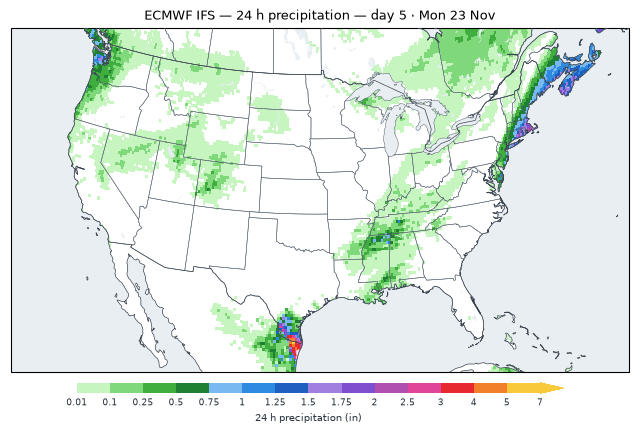 ECMWF IFS — 24 h precipitation — day 5 · Mon 23 Nov
0.01 0.1 0.25 0.5 0.75 1 1.25 1.5 1.75 2 2.5 3 4 5 7
24 h precipitation (in)